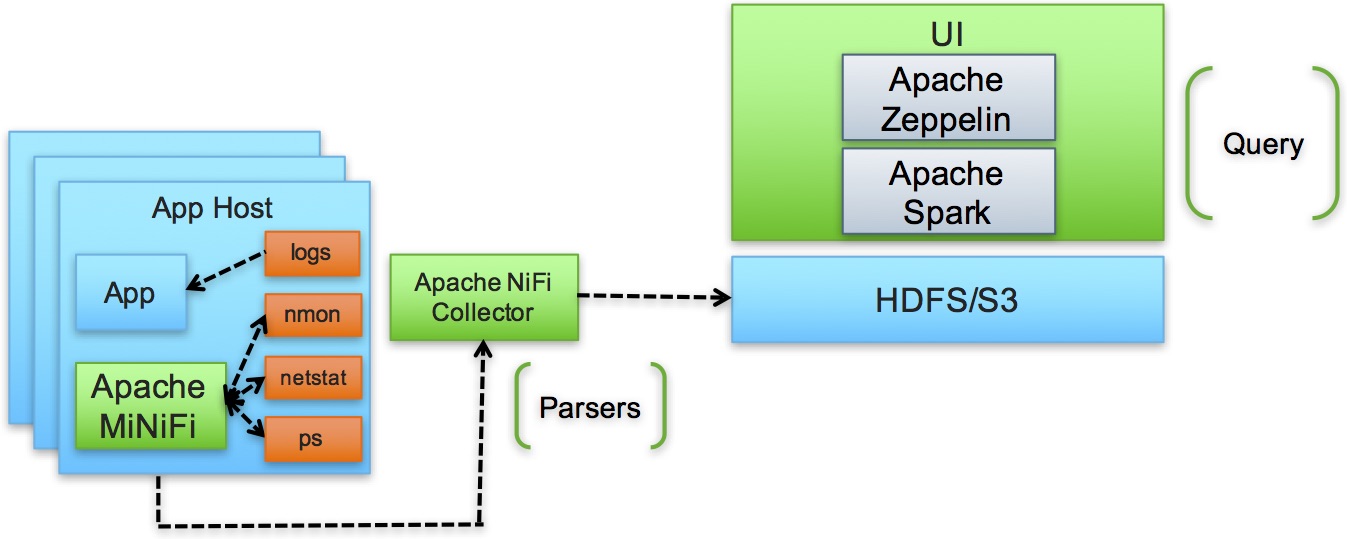 UI
Apache
Zeppelin
Apache
Spark
Query
App Host
logs
App
nmon
netstat
ps
Apache
MiNiFi
Apache NiFi
Collector
HDFS/S3
Parsers